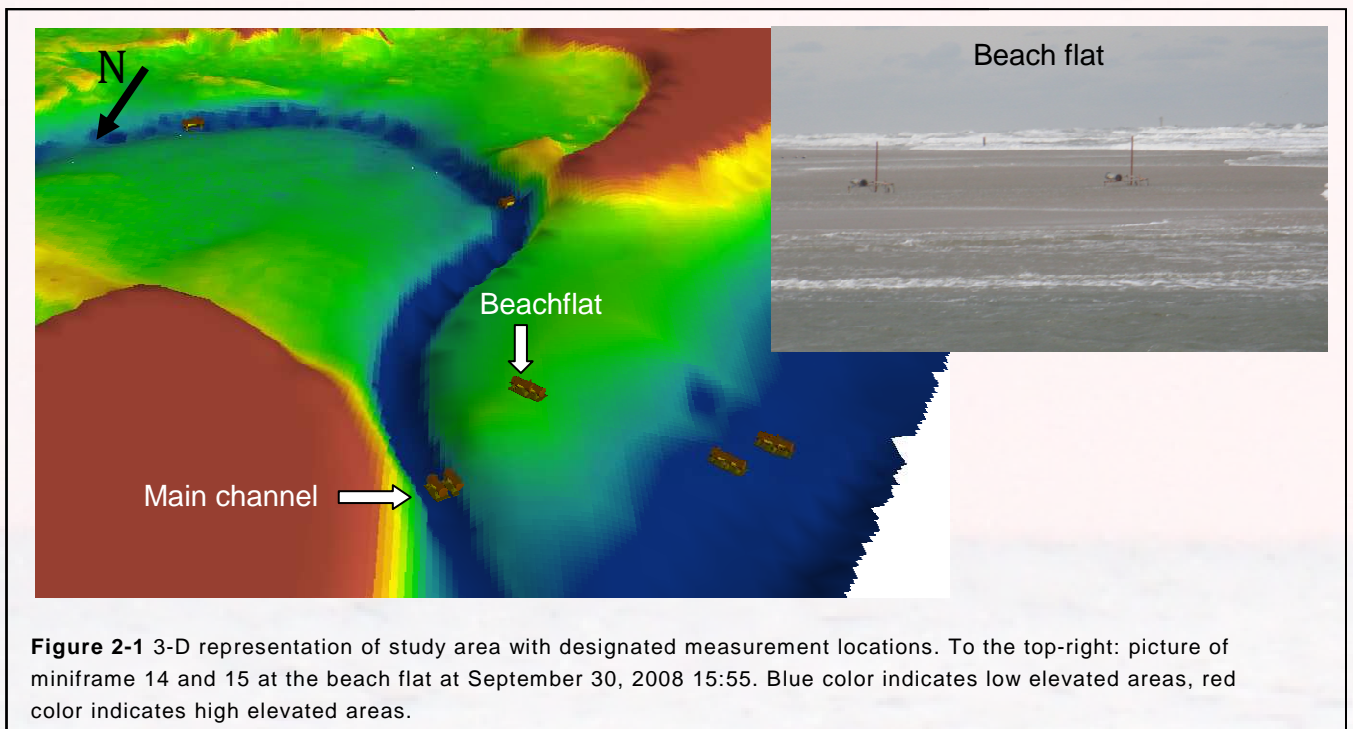 N
Beach flat
Beachflat
Main channel
Figure 2-1 3-D representation of study area with designated measurement locations. To the top-right: picture of
miniframe 14 and 15 at the beach flat at September 30, 2008 15:55. Blue color indicates low elevated areas, red
color indicates high elevated areas.